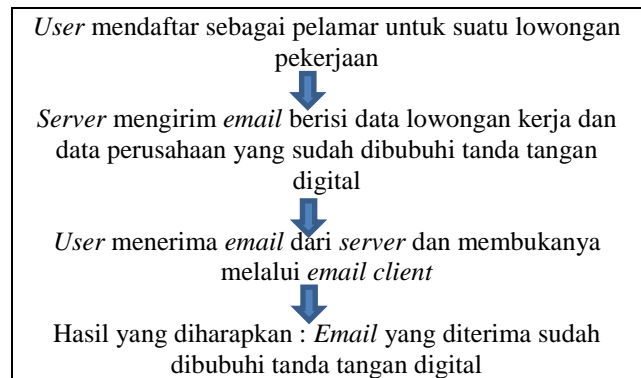 User mendaftar sebagai pelamar untuk suatu lowongan
pekerjaan
Server mengirim email berisi data lowongan kerja dan
data perusahaan yang sudah dibubuhi tanda tangan
digital
User menerima email dari server dan membukanya
melalui email client
Hasil yang diharapkan : Email yang diterima sudah
dibubuhi tanda tangan digital